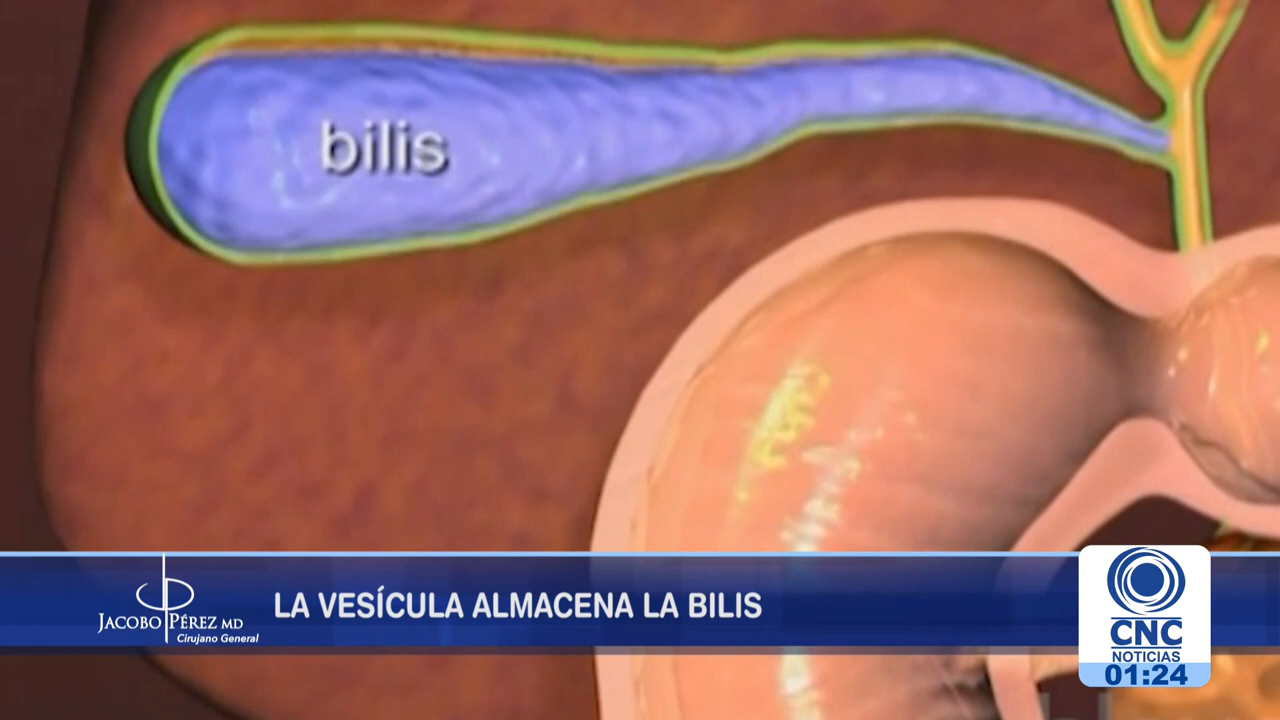 bilis
LA VESÍCULA ALMACENA LA BILIS
JACOBO PÉREZ MD
Cirujano General
CNC
NOTICIAS
01:24